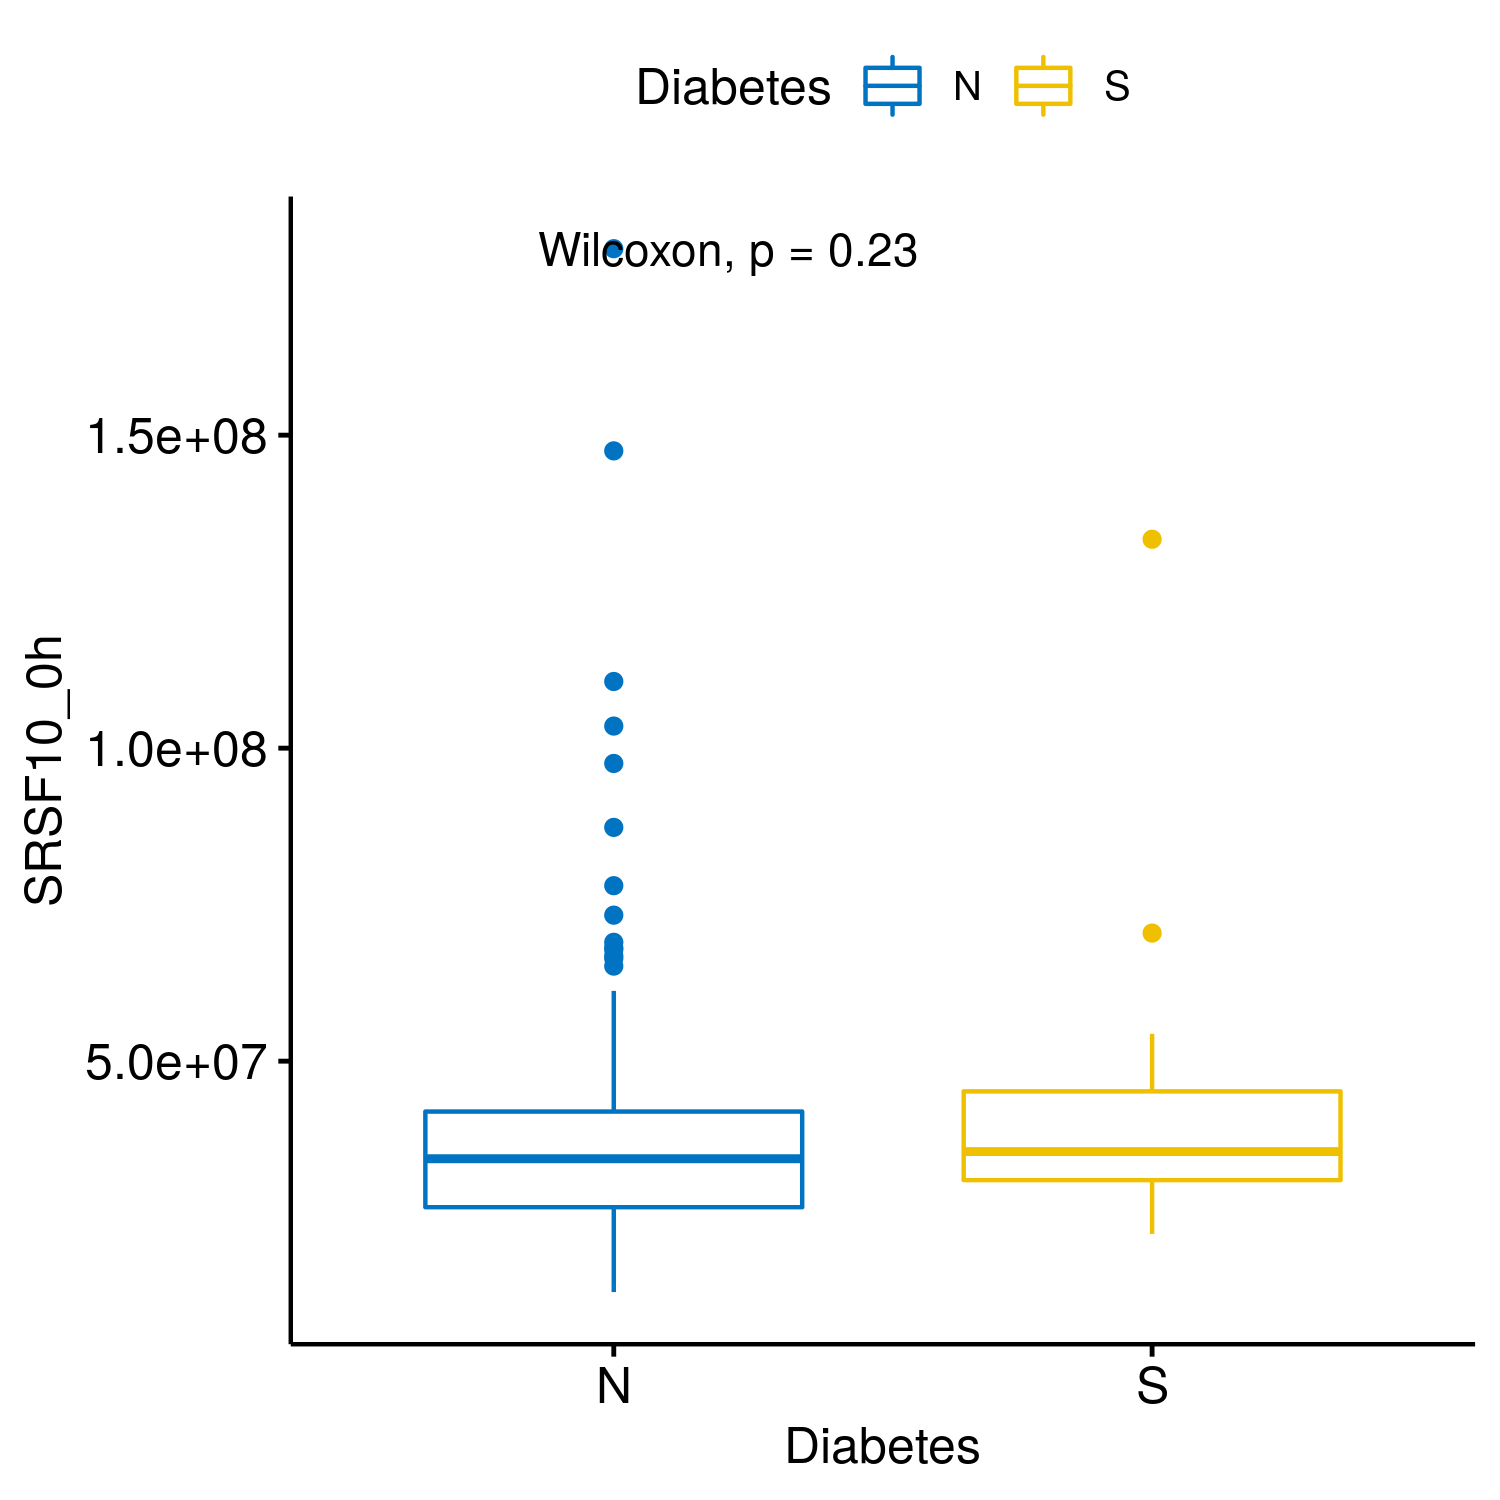 Diabetes N S
Wilcoxon, p = 0.23
1.5e+08
1.0e+08
5.0e+07
SRSF10_0h
N S
Diabetes